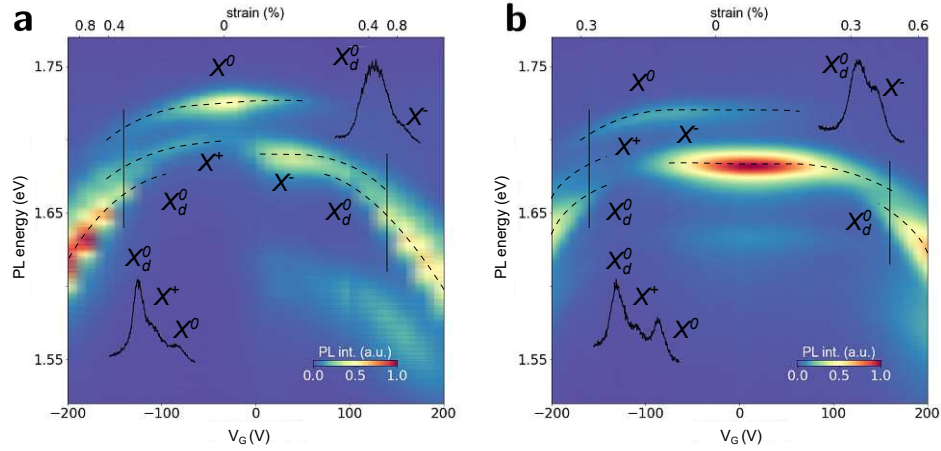 a
strain (%)
0.8 0.4 0 0.4 0.8
PL energy (eV)
1.75
1.70
1.65
1.55
X⁰
X⁺
X⁰d
X⁻
X⁰d
X⁰d
X⁻
X⁰d
X⁺
X⁰
PL int. (a.u.)
0.0 0.5 1.0
−200 −100 0 100 200
VG (V)
b
strain (%)
0.3 0 0.3 0.6
PL energy (eV)
1.75
1.70
1.65
1.55
X⁰
X⁺
X⁻
X⁰d
X⁰d
X⁰d
X⁻
X⁰d
X⁺
X⁰
PL int. (a.u.)
0.0 0.5 1.0
−200 −100 0 100 200
VG (V)